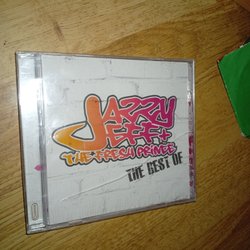 JAZZY
JEFF +
THE FRESH PRINCE
THE BEST OF